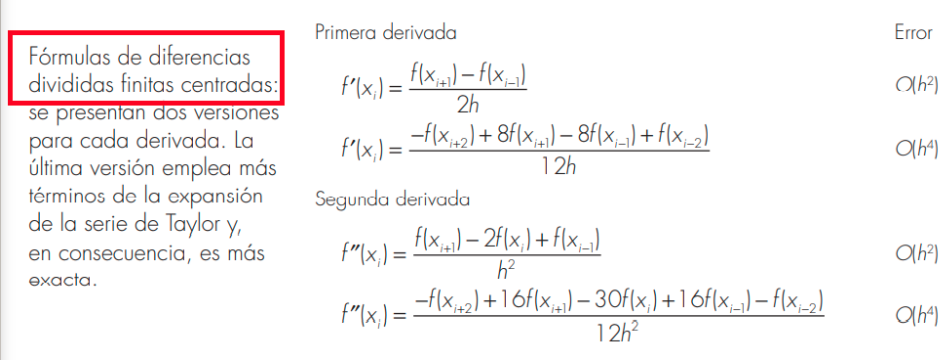 Fórmulas de diferencias
divididas finitas centradas:
se presentan dos versiones
para cada derivada. La
última versión emplea más
términos de la expansión
de la serie de Taylor y,
en consecuencia, es más
exacta.
Primera derivada Error
f′(xᵢ) = f(xᵢ₊₁) – f(xᵢ₋₁) / 2h O(h²)
f′(xᵢ) = –f(xᵢ₊₂) + 8f(xᵢ₊₁) – 8f(xᵢ₋₁) + f(xᵢ₋₂) / 12h O(h⁴)
Segunda derivada
f″(xᵢ) = f(xᵢ₊₁) – 2f(xᵢ) + f(xᵢ₋₁) / h² O(h²)
f″(xᵢ) = –f(xᵢ₊₂) + 16f(xᵢ₊₁) – 30f(xᵢ) + 16f(xᵢ₋₁) – f(xᵢ₋₂) / 12h² O(h⁴)